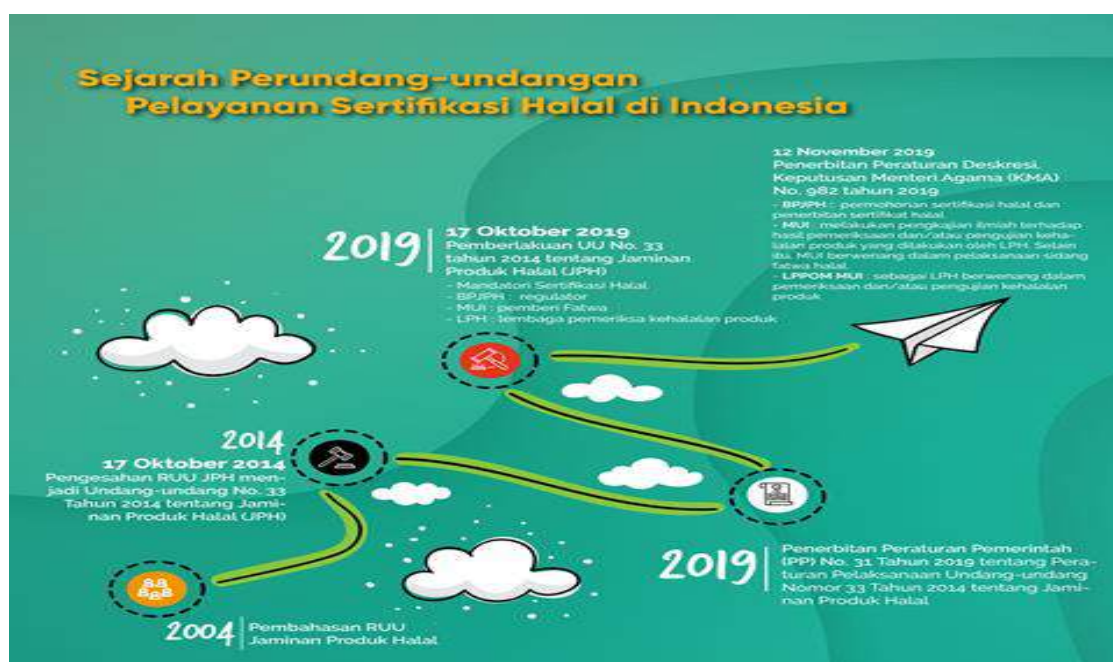 Sejarah Perundang-undangan
Pelayanan Sertifikasi Halal di Indonesia
12 November 2019
Penerbitan Peraturan Deskresi,
Keputusan Menteri Agama (KMA)
No. 982 tahun 2019
- BPJPH : permohonan sertifikasi halal dan
penerbitan sertifikat halal
- MUI : melakukan pengkajian ilmiah terhadap
hasil pemeriksaan dan/atau pengujian keha-
lalan produk yang dilakukan oleh LPH. Selain
itu, MUI berwenang dalam pelaksanaan sidang
fatwa halal.
- LPPOM MUI : sebagai LPH berwenang dalam
pemeriksaan dan/atau pengujian kehalalan
produk
2019
17 Oktober 2019
Pemberlakuan UU No. 33
tahun 2014 tentang Jaminan
Produk Halal (JPH)
- Mandatori Sertifikasi Halal
- BPJPH : regulator
- MUI : pemberi Fatwa
- LPH : lembaga pemeriksa kehalalan produk
2014
17 Oktober 2014
Pengesahan RUU JPH men-
jadi Undang-undang No. 33
Tahun 2014 tentang Jami-
nan Produk Halal (JPH)
2019
Penerbitan Peraturan Pemerintah
(PP) No. 31 Tahun 2019 tentang Pera-
turan Pelaksanaan Undang-undang
Nomor 33 Tahun 2014 tentang Jami-
nan Produk Halal
2004
Pembahasan RUU
Jaminan Produk Halal